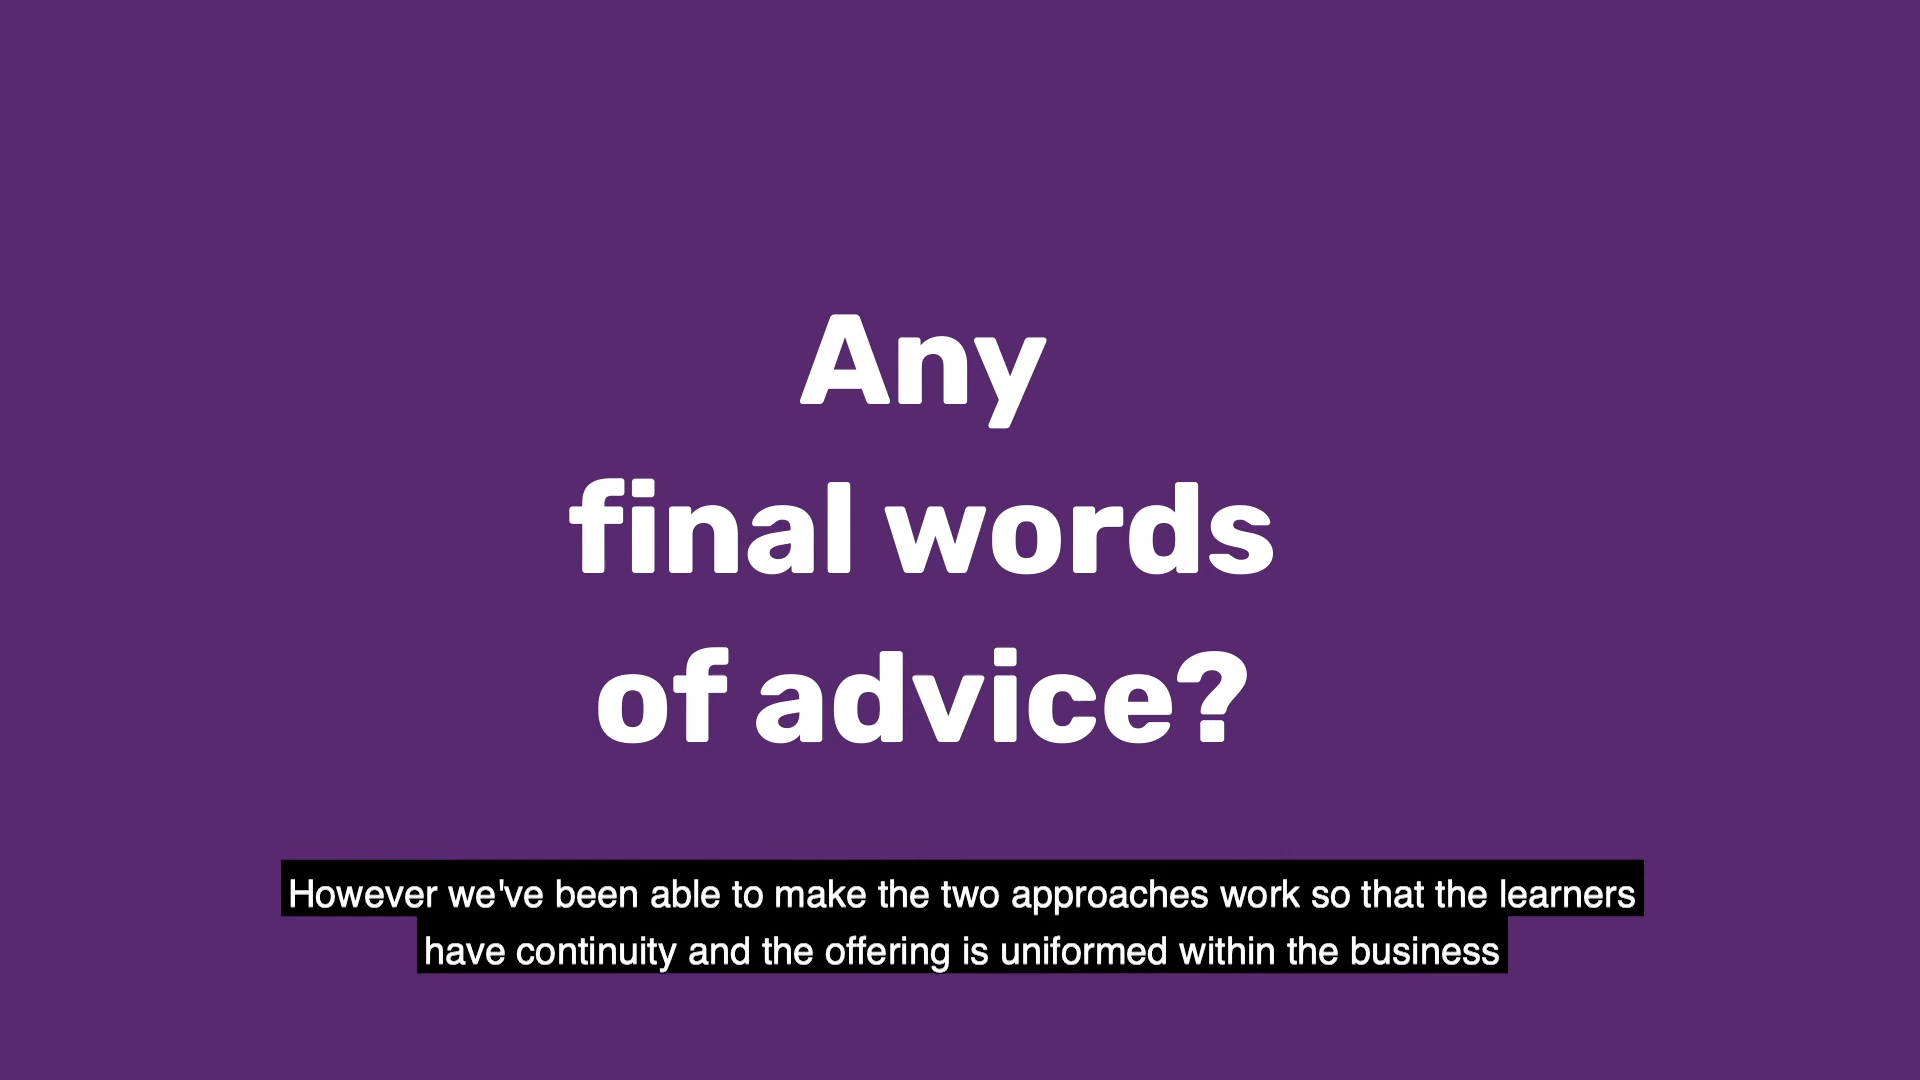 Any
final words
of advice?
However we've been able to make the two approaches work so that the learners
have continuity and the offering is uniformed within the business